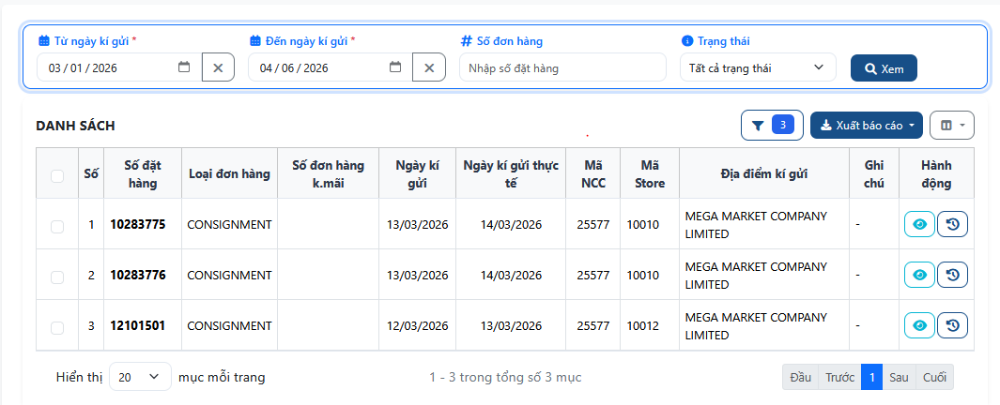 Từ ngày kí gửi *
Đến ngày kí gửi *
Số đơn hàng
Trạng thái
03 / 01 / 2026
04 / 06 / 2026
Nhập số đặt hàng
Tất cả trạng thái
Xem
DANH SÁCH
3
Xuất báo cáo
Số
Số đặt hàng
Loại đơn hàng
Số đơn hàng k.mãi
Ngày kí gửi
Ngày kí gửi thực tế
Mã NCC
Mã Store
Địa điểm kí gửi
Ghi chú
Hành động
1 10283775 CONSIGNMENT 13/03/2026 14/03/2026 25577 10010 MEGA MARKET COMPANY LIMITED -
2 10283776 CONSIGNMENT 13/03/2026 14/03/2026 25577 10010 MEGA MARKET COMPANY LIMITED -
3 12101501 CONSIGNMENT 12/03/2026 13/03/2026 25577 10012 MEGA MARKET COMPANY LIMITED -
Hiển thị 20 mục mỗi trang
1 - 3 trong tổng số 3 mục
Đầu Trước 1 Sau Cuối